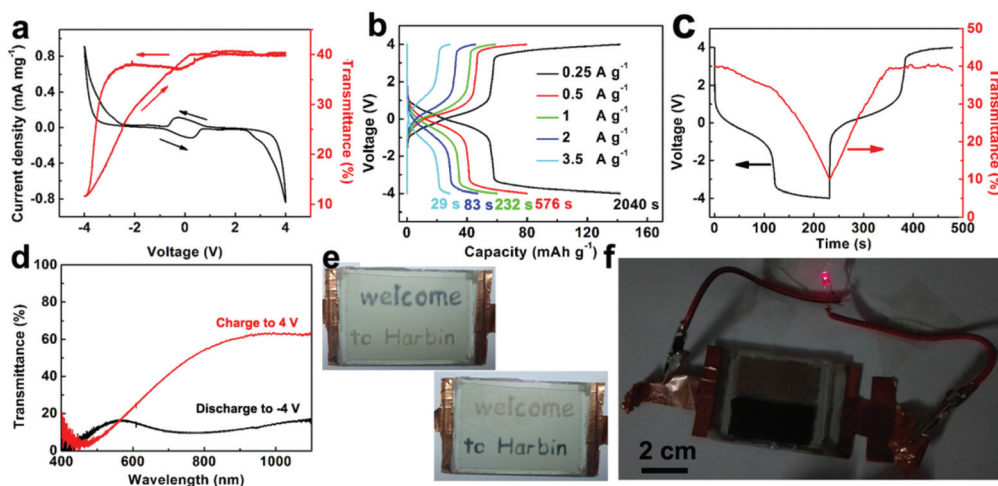 a
Current density (mA mg⁻¹)
0.8
0.4
0.0
-0.4
-0.8
-4 -2 0 2 4
Voltage (V)
40
30
20
10
Transmittance (%)
b
Voltage (V)
4
3
2
1
0
-1
-2
-3
-4
0.25 A g⁻¹
0.5 A g⁻¹
1 A g⁻¹
2 A g⁻¹
3.5 A g⁻¹
29 s 83 s 232 s 576 s 2040 s
0 40 80 120 160
Capacity (mAh g⁻¹)
c
Voltage (V)
4
2
0
-2
-4
0 100 200 300 400 500
Time (s)
50
40
30
20
10
0
Transmittance (%)
d
Transmittance (%)
100
80
60
40
20
0
Charge to 4 V
Discharge to -4 V
400 600 800 1000
Wavelength (nm)
e
welcome
to Harbin
welcome
to Harbin
f
2 cm